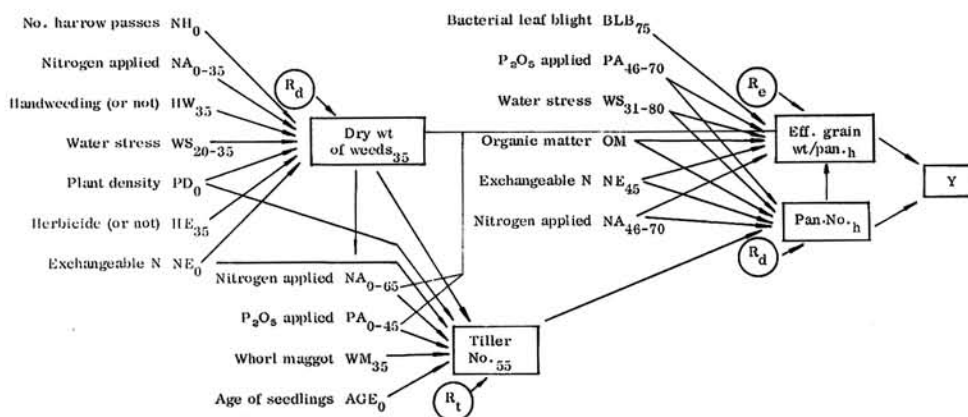 No. harrow passes NH0
Nitrogen applied NA0-35
Handweeding (or not) HW35
Water stress WS20-35
Plant density PD0
Herbicide (or not) HE35
Exchangeable N NE0
Rd
Dry wt
of weeds35
Nitrogen applied NA0-65
P2O5 applied PA0-45
Whorl maggot WM35
Age of seedlings AGE0
Tiller
No.55
Rt
Bacterial leaf blight BLB75
P2O5 applied PA46-70
Water stress WS31-80
Organic matter OM
Exchangeable N NE45
Nitrogen applied NA46-70
Re
Eff. grain
wt/pan.h
Pan.No.h
Rd
Y